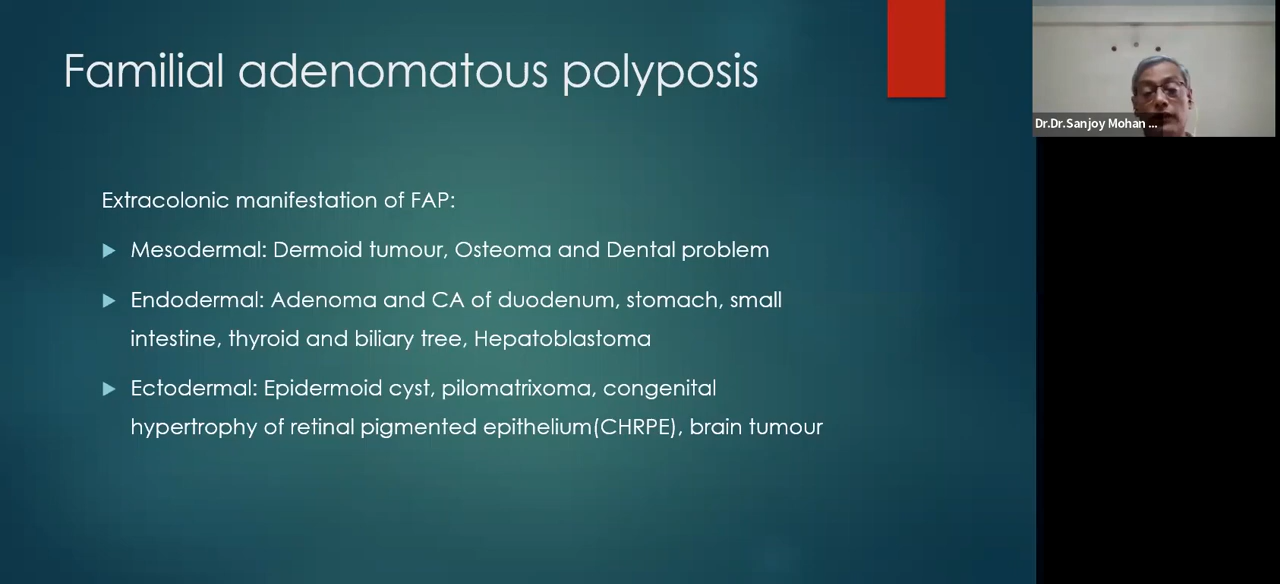 Familial adenomatous polyposis
Dr.Dr.Sanjoy Mohan ...
Extracolonic manifestation of FAP:
Mesodermal: Dermoid tumour, Osteoma and Dental problem
Endodermal: Adenoma and CA of duodenum, stomach, small
intestine, thyroid and biliary tree, Hepatoblastoma
Ectodermal: Epidermoid cyst, pilomatrixoma, congenital
hypertrophy of retinal pigmented epithelium(CHRPE), brain tumour